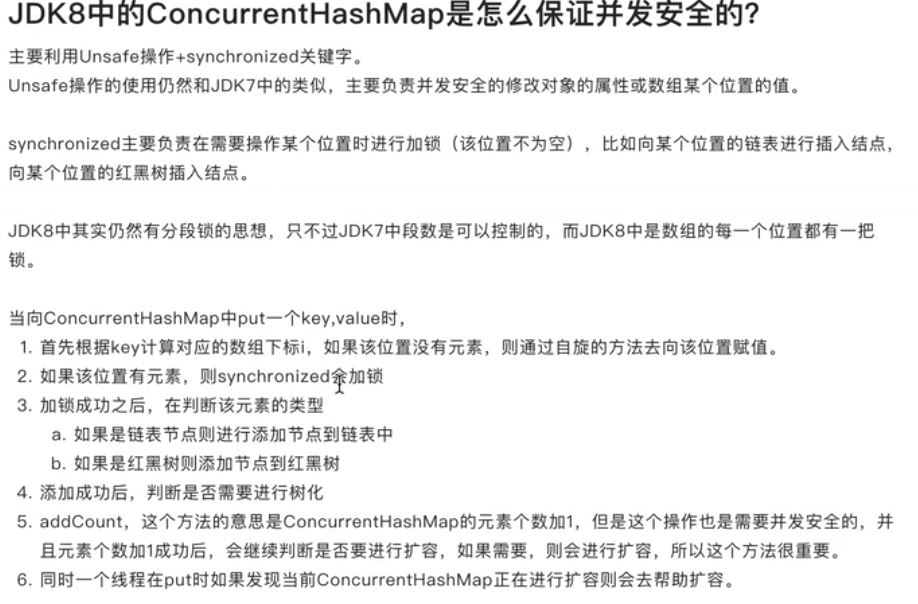 JDK8中的ConcurrentHashMap是怎么保证并发安全的?
主要利用Unsafe操作+synchronized关键字。
Unsafe操作的使用仍然和JDK7中的类似，主要负责并发安全的修改对象的属性或数组某个位置的值。
synchronized主要负责在需要操作某个位置时进行加锁（该位置不为空），比如向某个位置的链表进行插入结点，
向某个位置的红黑树插入结点。
JDK8中其实仍然有分段锁的思想，只不过JDK7中段数是可以控制的，而JDK8中是数组的每一个位置都有一把
锁。
当向ConcurrentHashMap中put一个key,value时，
1. 首先根据key计算对应的数组下标i，如果该位置没有元素，则通过自旋的方法去向该位置赋值。
2. 如果该位置有元素，则synchronized会加锁
3. 加锁成功之后，在判断该元素的类型
a. 如果是链表节点则进行添加节点到链表中
b. 如果是红黑树则添加节点到红黑树
4. 添加成功后，判断是否需要进行树化
5. addCount，这个方法的意思是ConcurrentHashMap的元素个数加1，但是这个操作也是需要并发安全的，并
且元素个数加1成功后，会继续判断是否要进行扩容，如果需要，则会进行扩容，所以这个方法很重要。
6. 同时一个线程在put时如果发现当前ConcurrentHashMap正在进行扩容则会去帮助扩容。